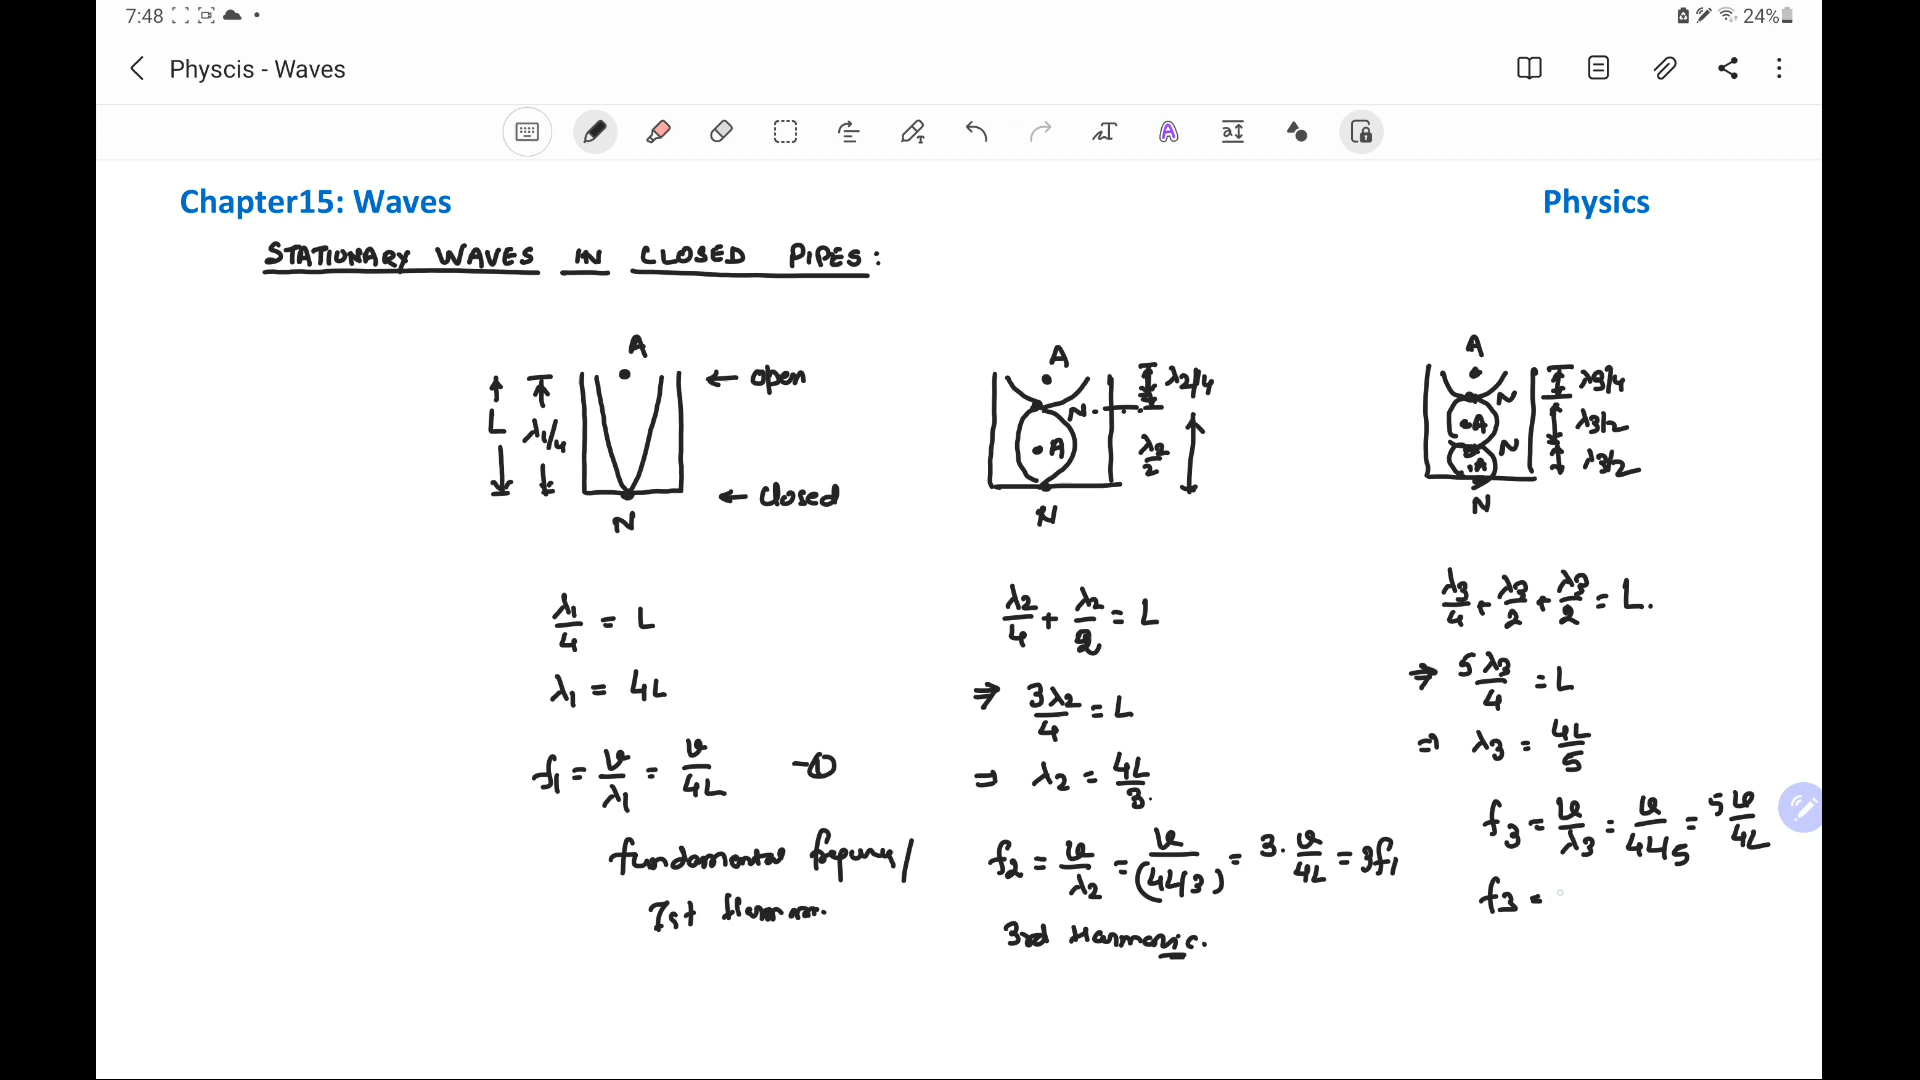 7:48
24%
Physcis - Waves
Chapter15: Waves
Physics
STATIONARY WAVES IN CLOSED PIPES:
A
← open
L
λ1/4
← closed
N
A
λ2/4
N
A
λ2/2
N
A
λ3/4
N
A
λ3/2
N
A
λ3/2
N
λ1/4 = L
λ1 = 4L
f1 = v/λ1 = v/4L -①
fundamental
1st
λ2/4 + λ2/2 = L
⇒ 3λ2/4 = L
⇒ λ2 = 4L/3.
f2 = v/λ2 = v/(4L/3) = 3. v/4L = 3f1
3rd Harmonic.
λ3/4 + λ3/2 + λ3/2 = L.
⇒ 5λ3/4 = L
⇒ λ3 = 4L/5
f3 = v/λ3 = v/4L/5 = 5v/4L
f3 =